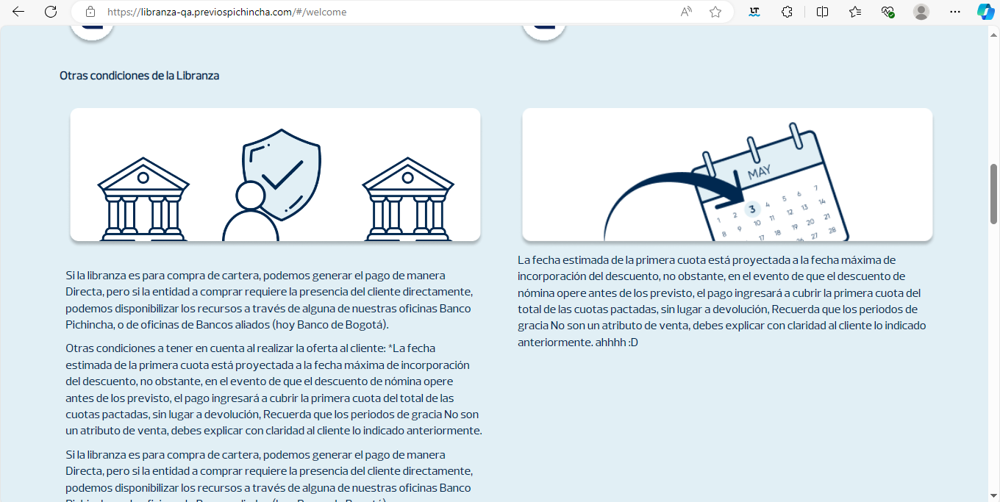 https://libranza-qa.previospichincha.com/#/welcome
Otras condiciones de la Libranza
MAY
1 2 3 4 5 6 7
8 9 10 11 12 13 14
17 18 19 20 21
26 27 28
Si la libranza es para compra de cartera, podemos generar el pago de manera
Directa, pero si la entidad a comprar requiere la presencia del cliente directamente,
podemos disponibilizar los recursos a través de alguna de nuestras oficinas Banco
Pichincha, o de oficinas de Bancos aliados (hoy Banco de Bogotá).
Otras condiciones a tener en cuenta al realizar la oferta al cliente: *La fecha
estimada de la primera cuota está proyectada a la fecha máxima de incorporación
del descuento, no obstante, en el evento de que el descuento de nómina opere
antes de los previsto, el pago ingresará a cubrir la primera cuota del total de las
cuotas pactadas, sin lugar a devolución, Recuerda que los periodos de gracia No son
un atributo de venta, debes explicar con claridad al cliente lo indicado anteriormente.
Si la libranza es para compra de cartera, podemos generar el pago de manera
Directa, pero si la entidad a comprar requiere la presencia del cliente directamente,
podemos disponibilizar los recursos a través de alguna de nuestras oficinas Banco
La fecha estimada de la primera cuota está proyectada a la fecha máxima de
incorporación del descuento, no obstante, en el evento de que el descuento de
nómina opere antes de los previsto, el pago ingresará a cubrir la primera cuota del
total de las cuotas pactadas, sin lugar a devolución, Recuerda que los periodos de
gracia No son un atributo de venta, debes explicar con claridad al cliente lo indicado
anteriormente. ahhhh :D